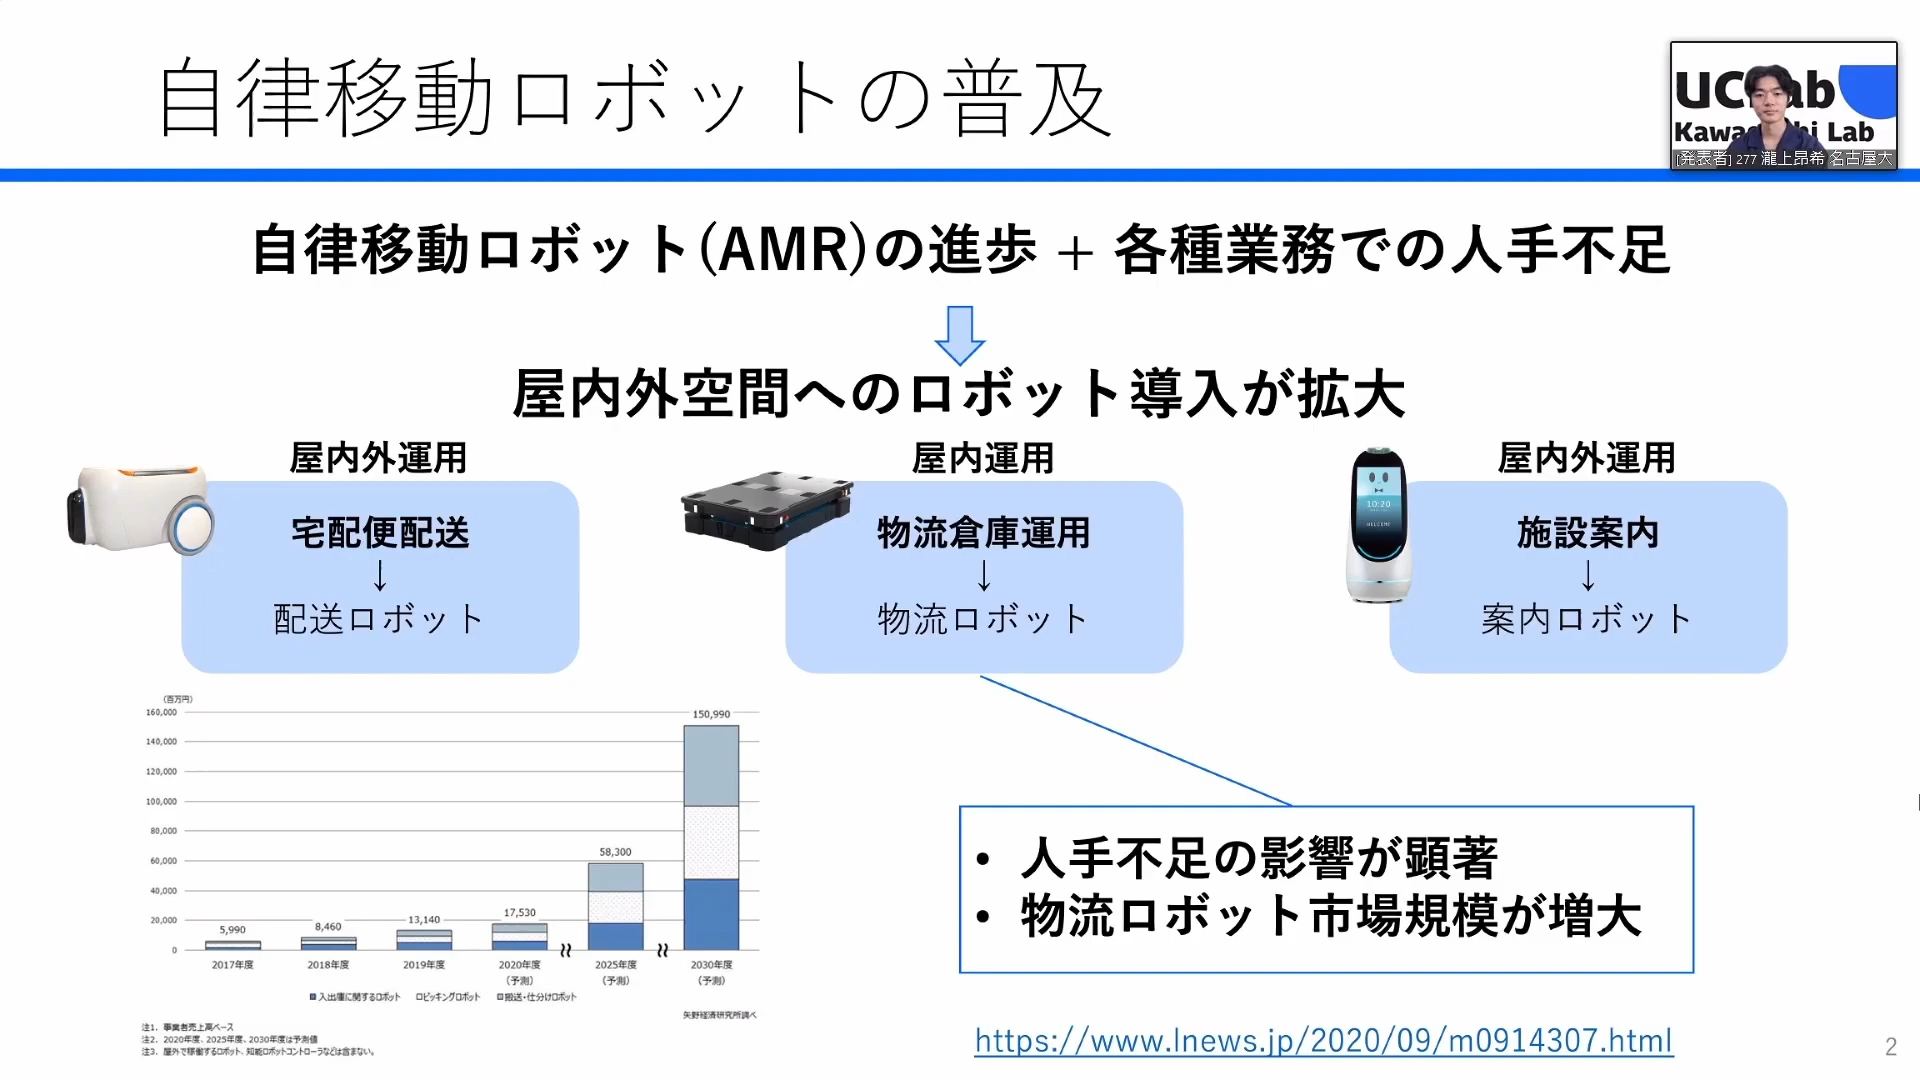 自律移動ロボットの普及
[発表者] 277 瀧上昂希 名古屋大
自律移動ロボット(AMR)の進歩 + 各種業務での人手不足
屋内外空間へのロボット導入が拡大
屋内外運用
宅配便配送
↓
配送ロボット
屋内運用
物流倉庫運用
↓
物流ロボット
屋内外運用
施設案内
↓
案内ロボット
10:20
WELCOME
(百万円)
160,000
140,000
120,000
100,000
80,000
60,000
40,000
20,000
0
5,990
8,460
13,140
17,530
58,300
150,990
2017年度
2018年度
2019年度
2020年度
(予測)
2025年度
(予測)
2030年度
(予測)
入出庫に関するロボット ピッキングロボット 搬送・仕分けロボット
矢野経済研究所調べ
注1. 事業者売上高ベース
注2. 2020年度、2025年度、2030年度は予測値
注3. 屋外で稼働するロボット、知能ロボットコントローラなどは含まない。
• 人手不足の影響が顕著
• 物流ロボット市場規模が増大
https://www.lnews.jp/2020/09/m0914307.html
2